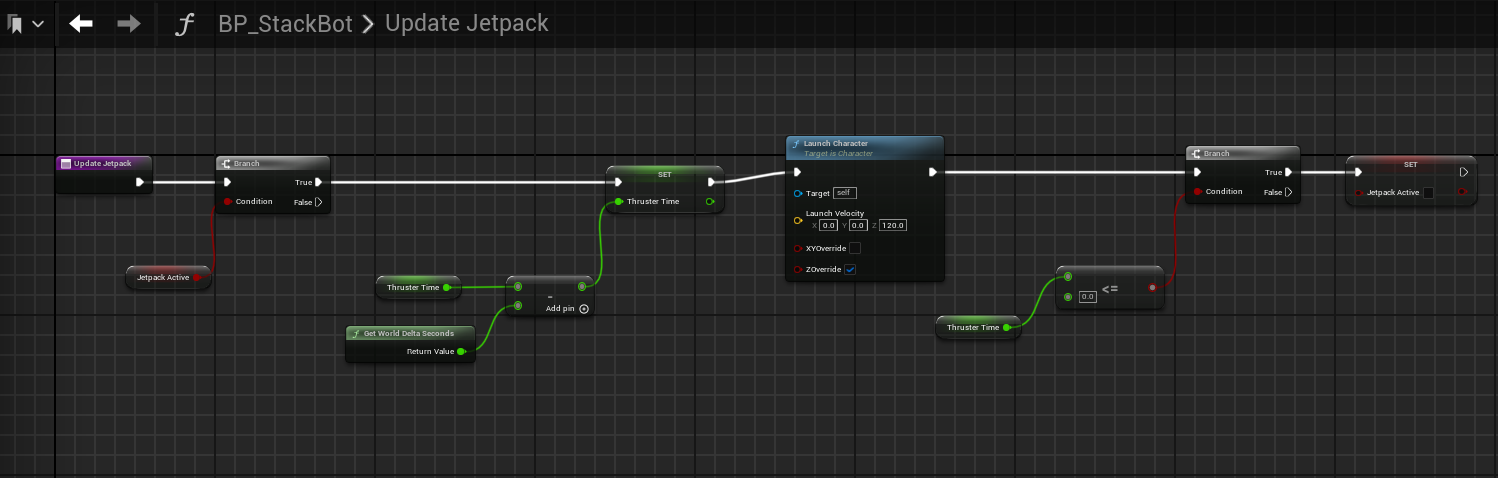 BP_StackBot > Update Jetpack
Update Jetpack
Branch
True
Condition
False
Jetpack Active
Thruster Time
Get World Delta Seconds
Return Value
-
Add pin
SET
Thruster Time
Launch Character
Target is Character
Target self
Launch Velocity
X 0.0 Y 0.0 Z 120.0
XYOverride
ZOverride
Thruster Time
0.0 <=
Branch
True
Condition
False
SET
Jetpack Active